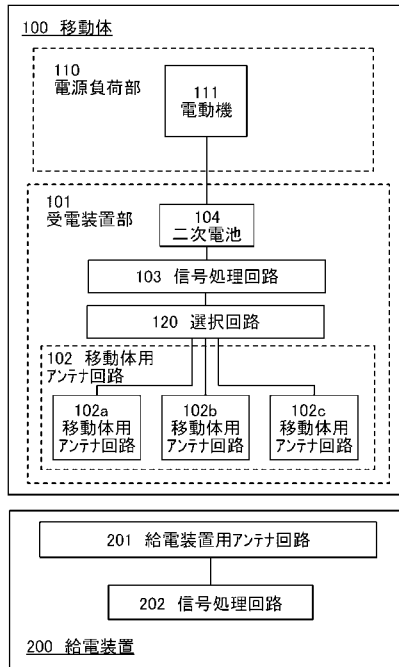 100 移動体
110
電源負荷部
111
電動機
101
受電装置部
104
二次電池
103 信号処理回路
120 選択回路
102 移動体用
アンテナ回路
102a
移動体用
アンテナ回路
102b
移動体用
アンテナ回路
102c
移動体用
アンテナ回路
201 給電装置用アンテナ回路
202 信号処理回路
200 給電装置